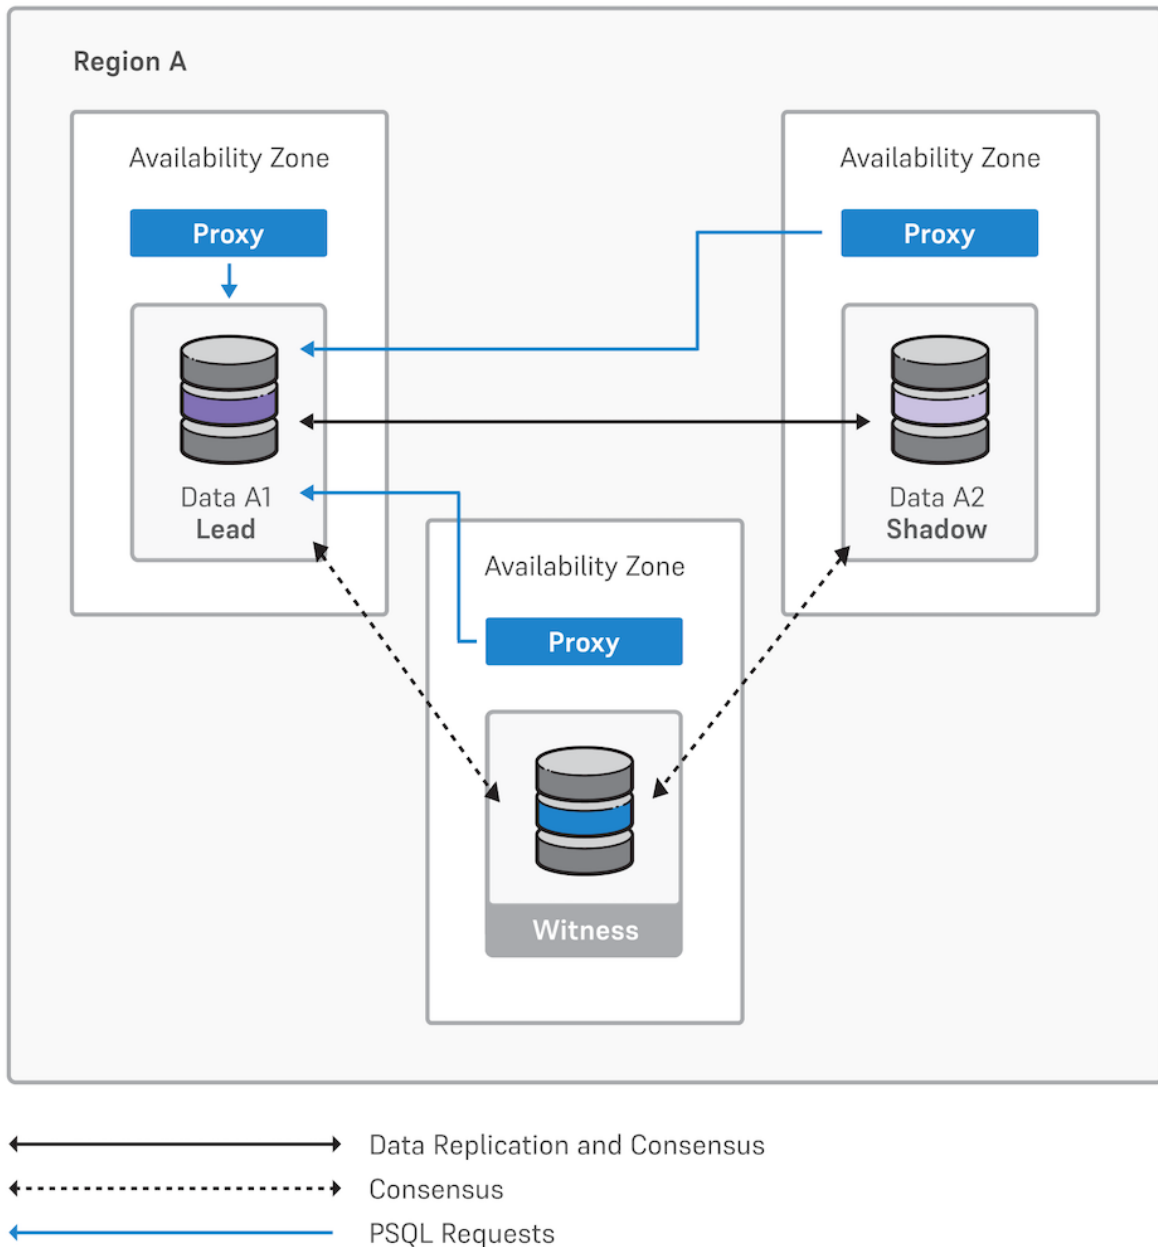 Region A
Availability Zone
Proxy
Data A1
Lead
Availability Zone
Proxy
Data A2
Shadow
Availability Zone
Proxy
Witness
Data Replication and Consensus
Consensus
PSQL Requests